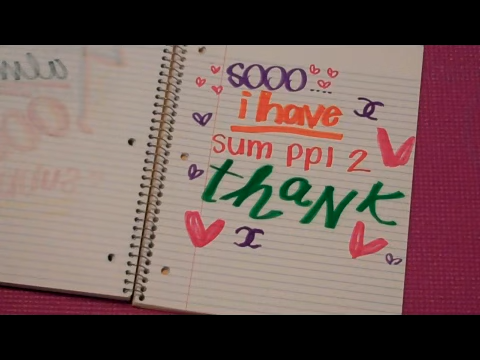 sooo....
i have x
sum ppl 2
thank
x